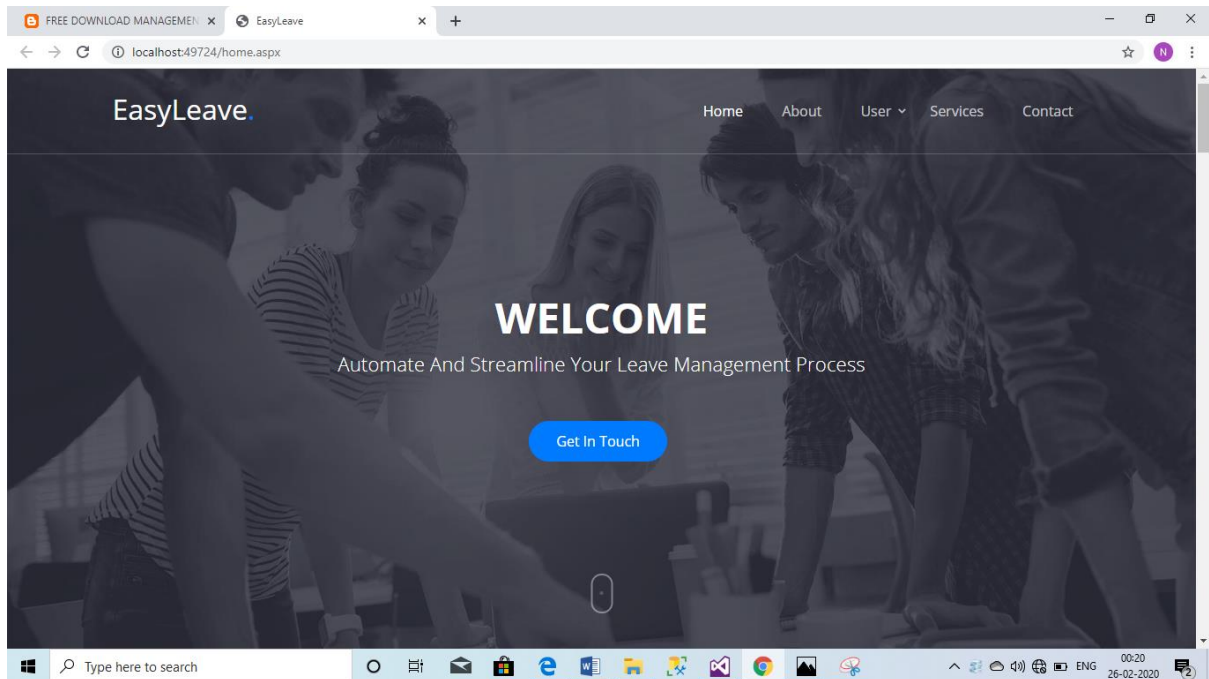 FREE DOWNLOAD MANAGEMEN
EasyLeave
localhost:49724/home.aspx
N
EasyLeave.
Home About User Services Contact
WELCOME
Automate And Streamline Your Leave Management Process
Get In Touch
Type here to search
ENG
00:20
26-02-2020
2